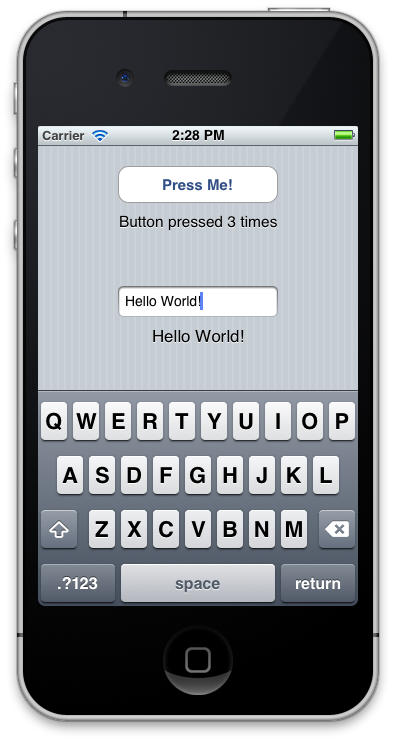 Carrier 2:28 PM
Press Me!
Button pressed 3 times
Hello World!
Hello World!
Q W E R T Y U I O P
A S D F G H J K L
Z X C V B N M
.?123 space return